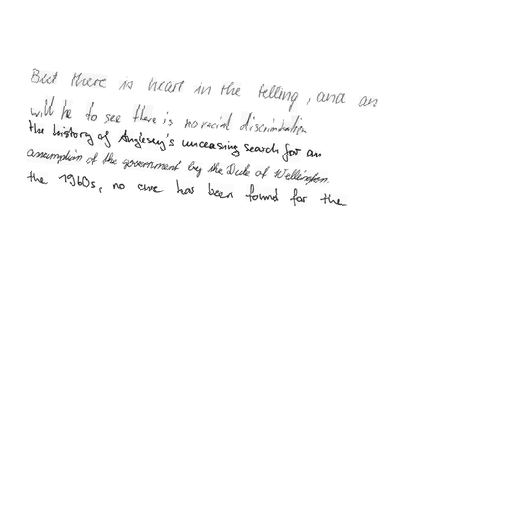 But there is heart in the telling, and an
will be to see there is no racial discrimination
the history of Anglesey's unceasing search for an
assumption of the government by the Duke of Wellington.
the 1960s, no cure has been found for the